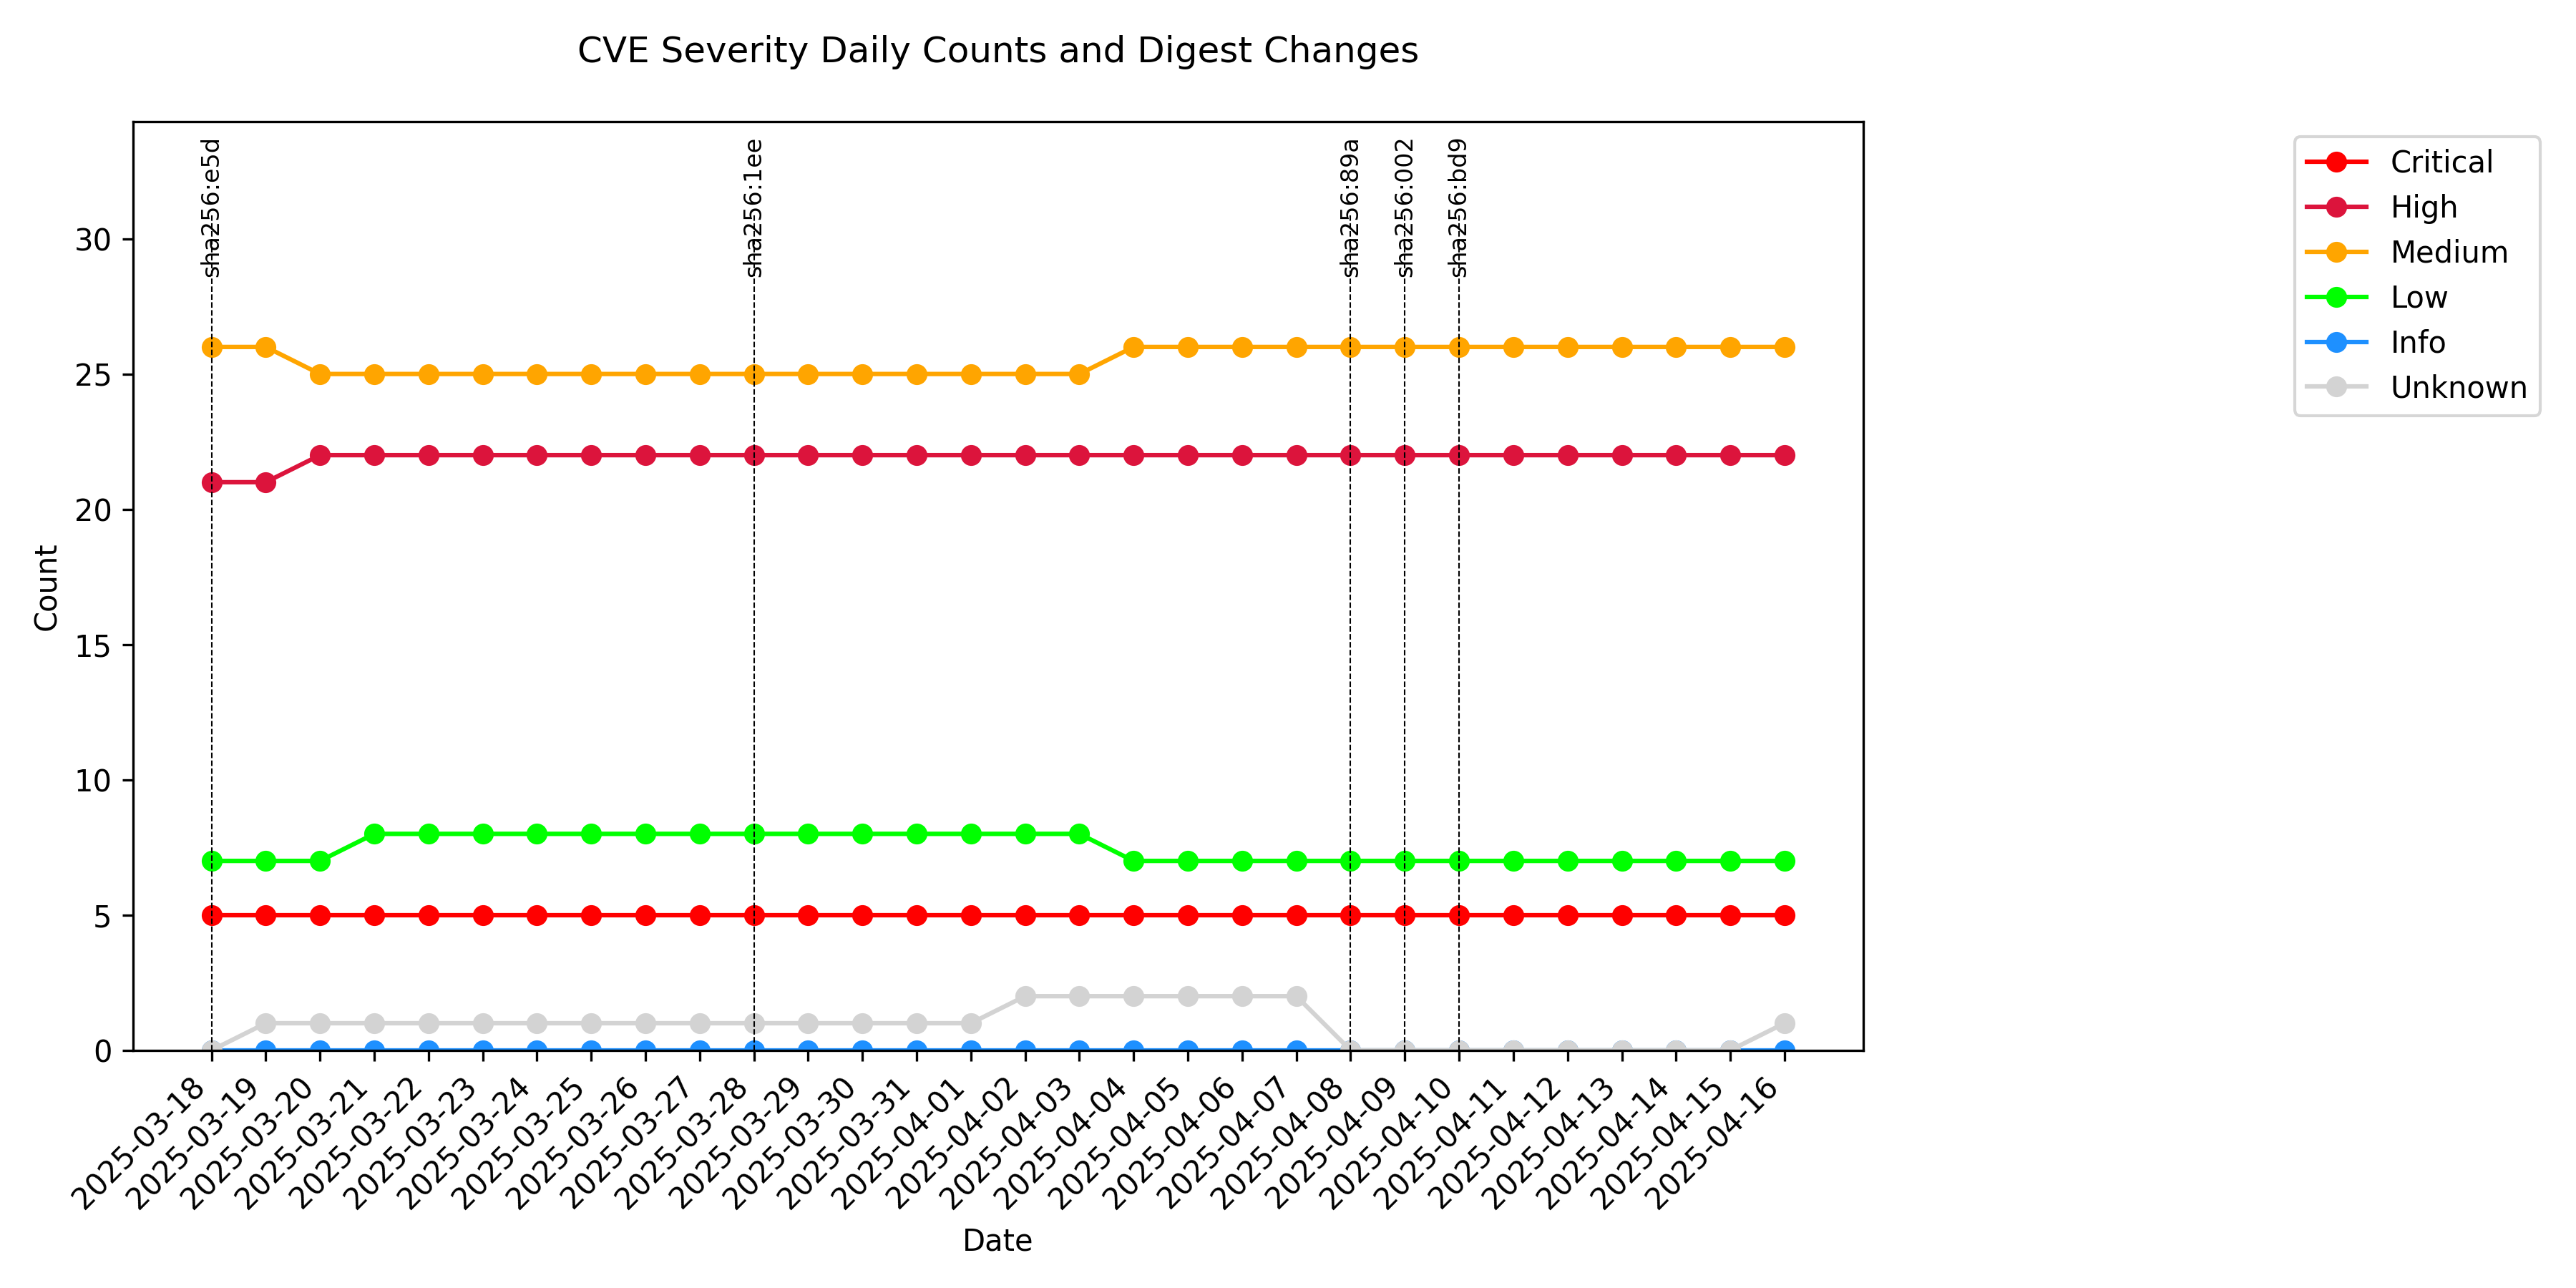 CVE Severity Daily Counts and Digest Changes
sha256:e5d
sha256:1ee
sha256:89a
sha256:002
sha256:bd9
Critical
High
Medium
Low
Info
Unknown
Count
30
25
20
15
10
5
0
2025-03-18
2025-03-19
2025-03-20
2025-03-21
2025-03-22
2025-03-23
2025-03-24
2025-03-25
2025-03-26
2025-03-27
2025-03-28
2025-03-29
2025-03-30
2025-03-31
2025-04-01
2025-04-02
2025-04-03
2025-04-04
2025-04-05
2025-04-06
2025-04-07
2025-04-08
2025-04-09
2025-04-10
2025-04-11
2025-04-12
2025-04-13
2025-04-14
2025-04-15
2025-04-16
Date